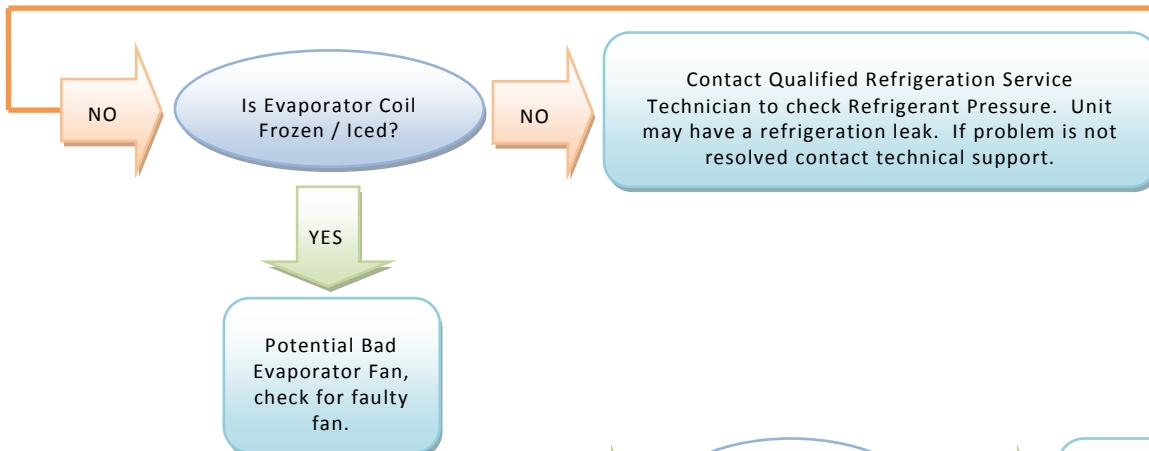 NO
Is Evaporator Coil
Frozen / Iced?
NO
Contact Qualified Refrigeration Service
Technician to check Refrigerant Pressure.  Unit
may have a refrigeration leak.  If problem is not
resolved contact technical support.
YES
Potential Bad
Evaporator Fan,
check for faulty
fan.